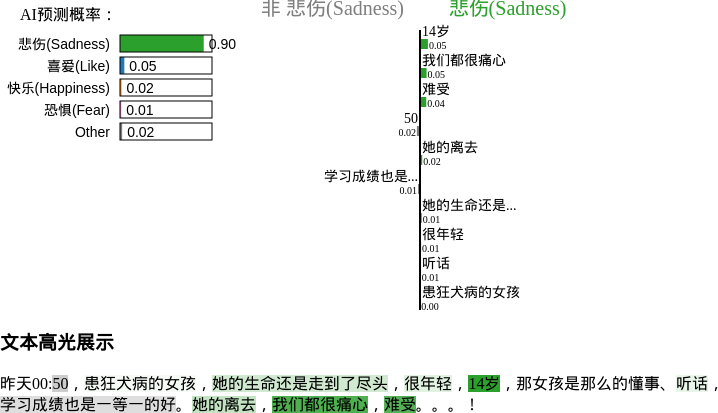 AI预测概率：
悲伤(Sadness) 0.90
喜爱(Like) 0.05
快乐(Happiness) 0.02
恐惧(Fear) 0.01
Other 0.02
非 悲伤(Sadness) 悲伤(Sadness)
14岁
0.05
我们都很痛心
0.05
难受
0.04
50
0.02
她的离去
0.02
学习成绩也是...
0.01
她的生命还是...
0.01
很年轻
0.01
听话
0.01
患狂犬病的女孩
0.00
文本高光展示
昨天00:50，患狂犬病的女孩，她的生命还是走到了尽头，很年轻，14岁，那女孩是那么的懂事、听话，
学习成绩也是一等一的好。她的离去，我们都很痛心，难受。。。！